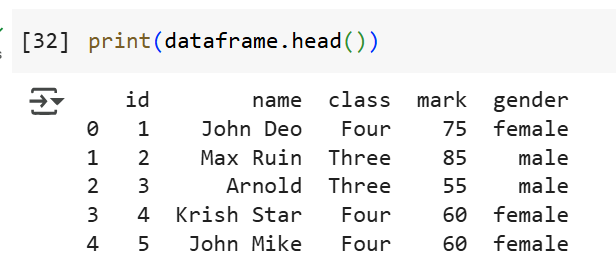 [32] print(dataframe.head())
id name class mark gender
0 1 John Deo Four 75 female
1 2 Max Ruin Three 85 male
2 3 Arnold Three 55 male
3 4 Krish Star Four 60 female
4 5 John Mike Four 60 female